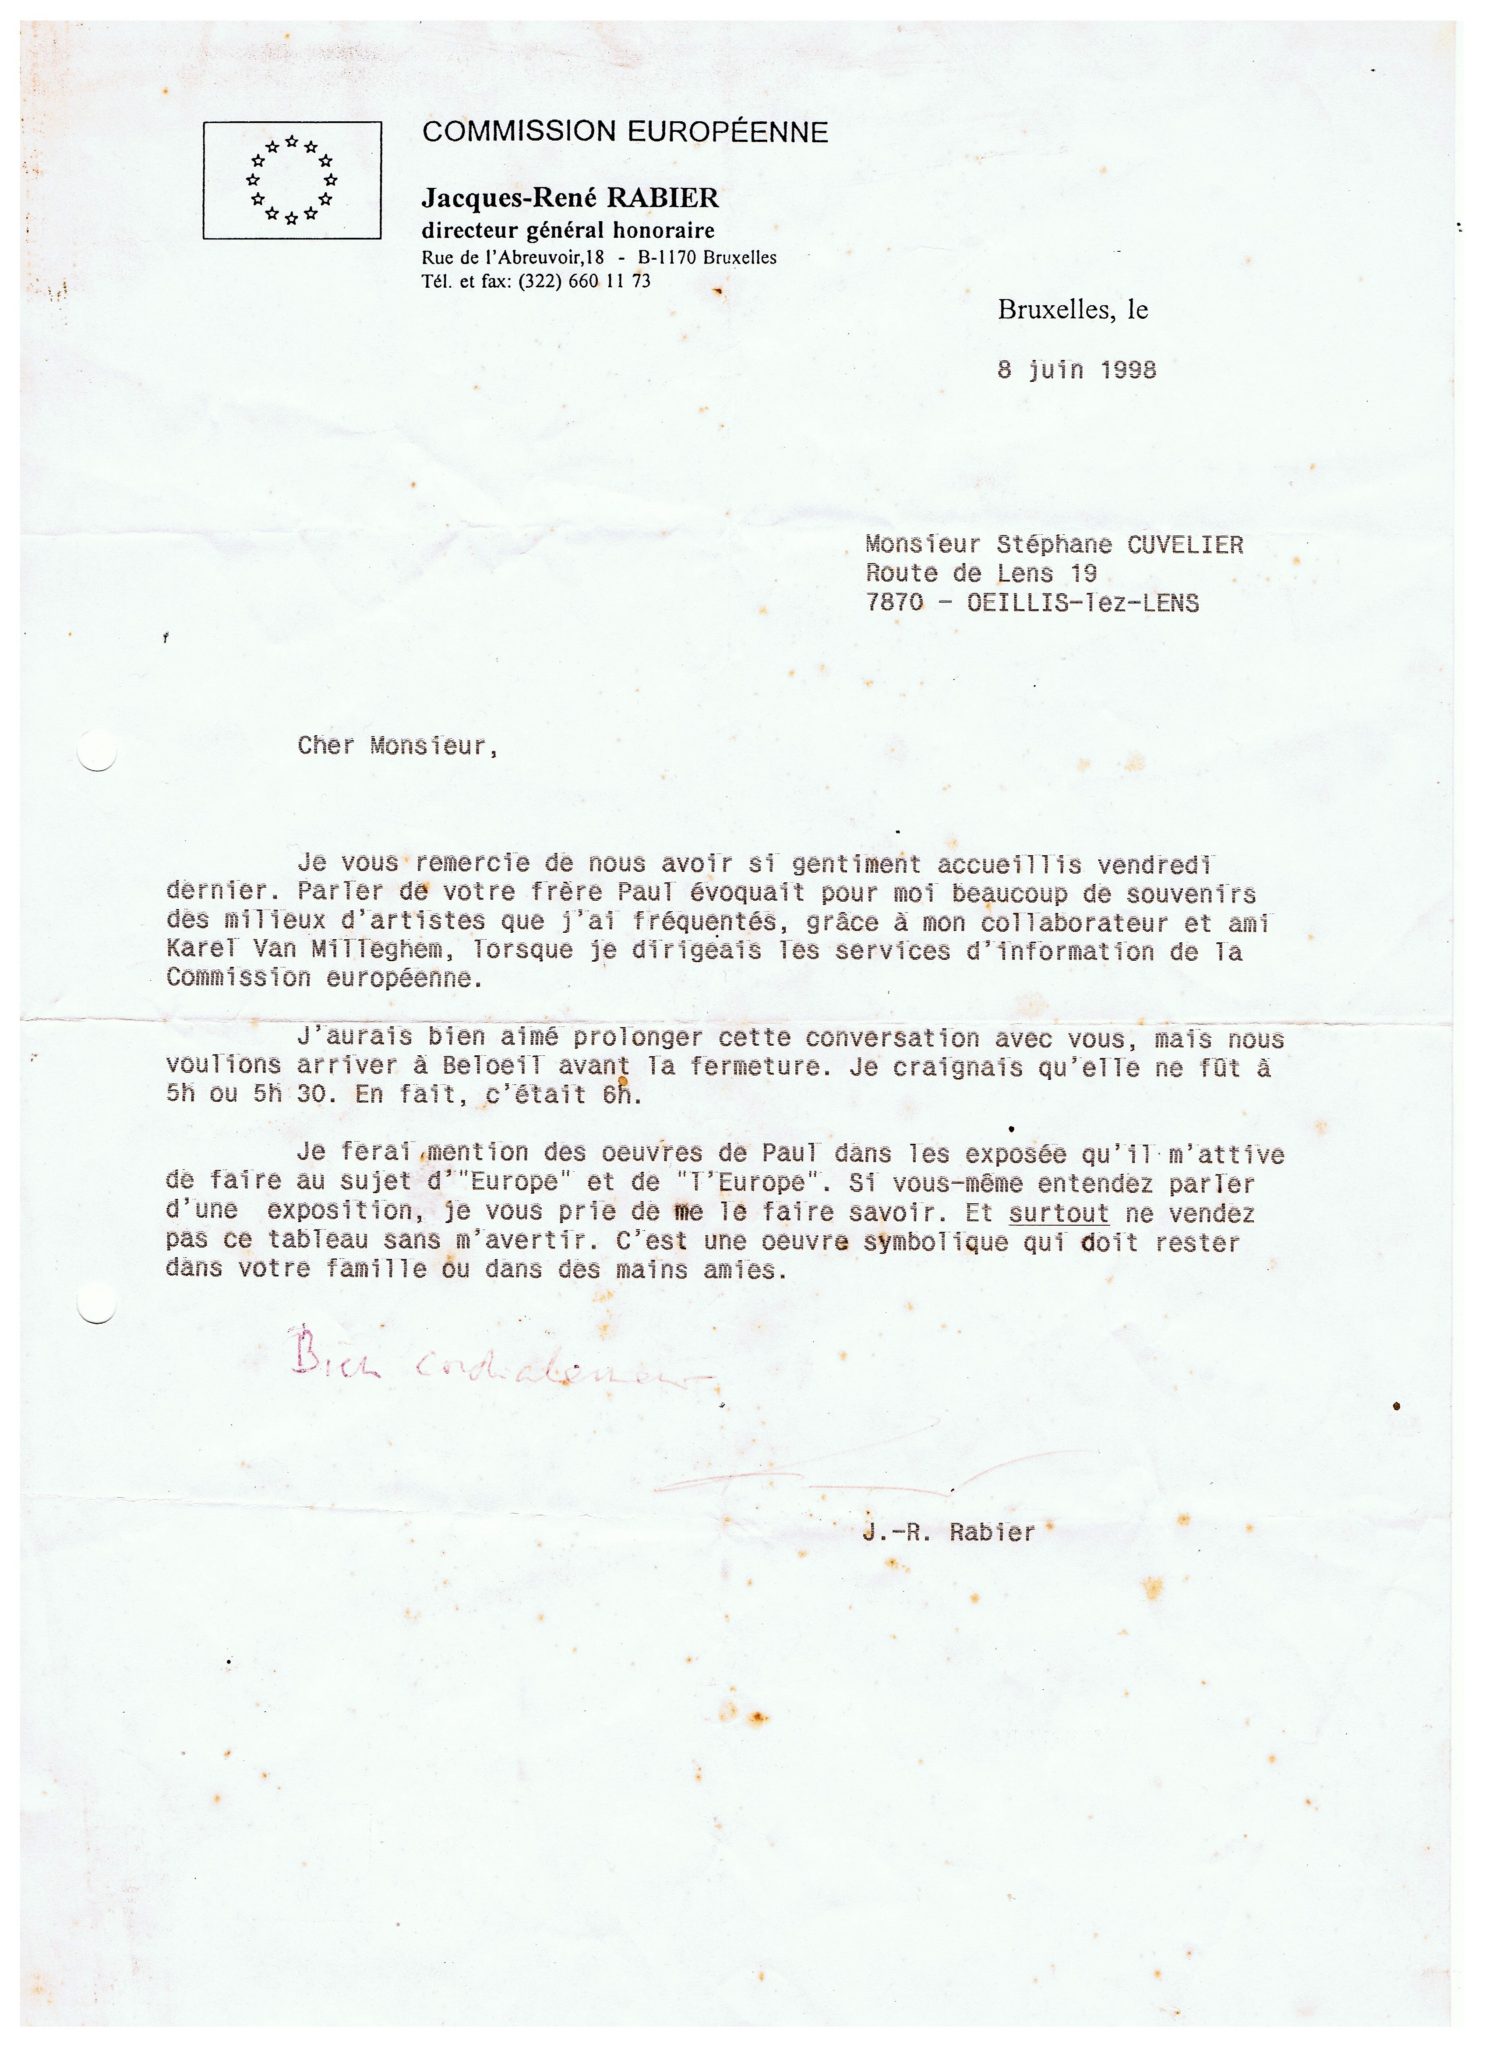 COMMISSION EUROPÉENNE
Jacques-René RABIER
directeur général honoraire
Rue de l'Abreuvoir,18 - B-1170 Bruxelles
Tél. et fax: (322) 660 11 73
Bruxelles, le
8 juin 1998
Monsieur Stéphane CUVELIER
Route de Lens 19
7870 - OEILLIS-lez-LENS
Cher Monsieur,
Je vous remercie de nous avoir si gentiment accueillis vendredi
dernier. Parler de votre frère Paul évoquait pour moi beaucoup de souvenirs
des milieux d'artistes que j'ai fréquentés, grâce à mon collaborateur et ami
Karel Van Milleghem, lorsque je dirigeais les services d'information de la
Commission européenne.
J'aurais bien aimé prolonger cette conversation avec vous, mais nous
voulions arriver à Beloeil avant la fermeture. Je craignais qu'elle ne fût à
5h ou 5h 30. En fait, c'était 6h.
Je ferai mention des oeuvres de Paul dans les exposée qu'il m'attive
de faire au sujet d'"Europe" et de "l'Europe". Si vous-même entendez parler
d'une exposition, je vous prie de me le faire savoir. Et surtout ne vendez
pas ce tableau sans m'avertir. C'est une oeuvre symbolique qui doit rester
dans votre famille ou dans des mains amies.
Bien cordialement
J.-R. Rabier